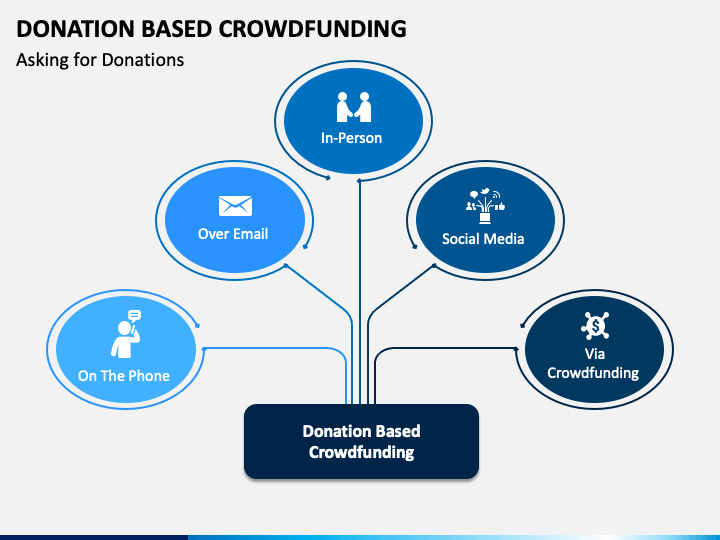 DONATION BASED CROWDFUNDING
Asking for Donations
In-Person
Over Email
Social Media
On The Phone
Via
Crowdfunding
Donation Based
Crowdfunding